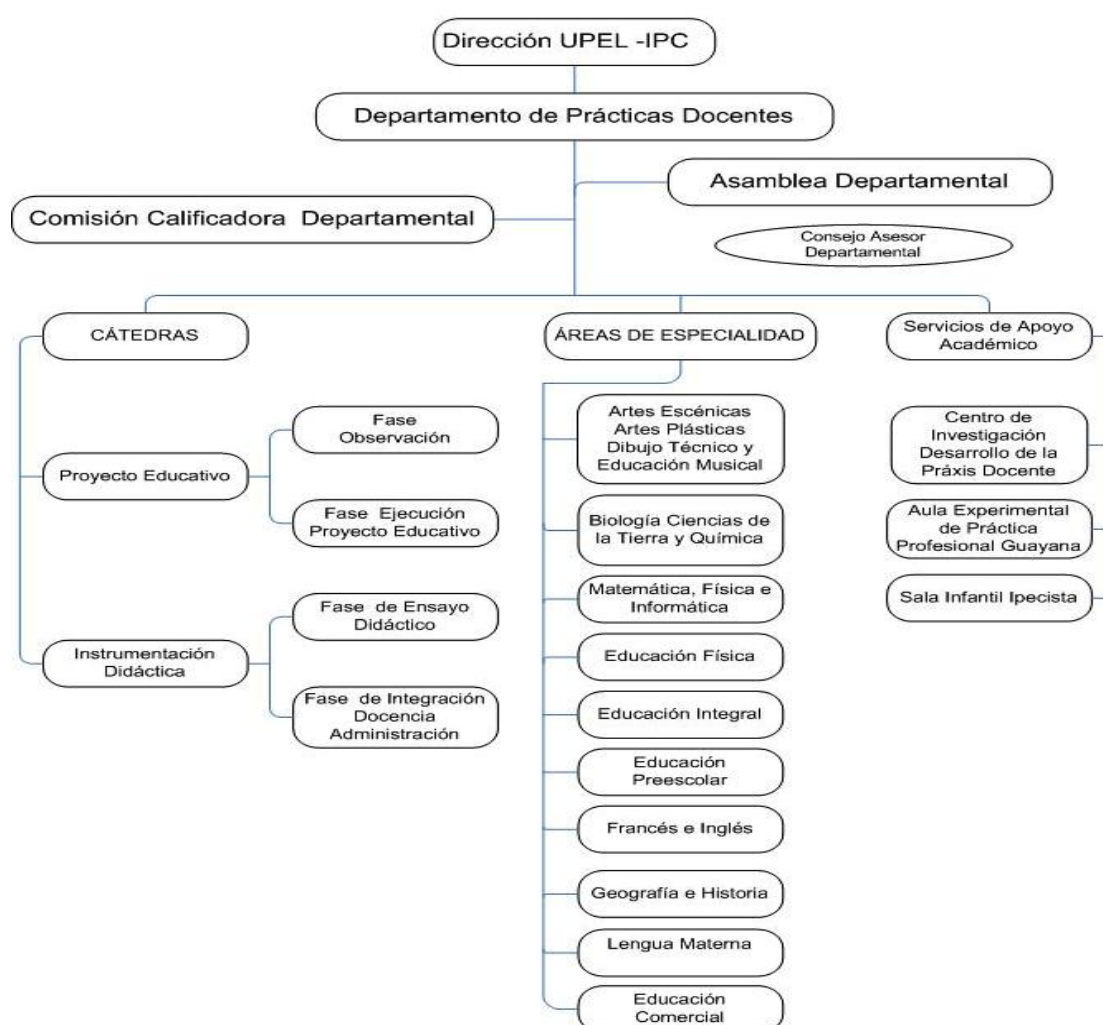 Dirección UPEL -IPC
Departamento de Prácticas Docentes
Asamblea Departamental
Comisión Calificadora Departamental
Consejo Asesor
Departamental
CÁTEDRAS
Proyecto Educativo
Fase
Observación
Fase Ejecución
Proyecto Educativo
Instrumentación
Didáctica
Fase de Ensayo
Didáctico
Fase de Integración
Docencia
Administración
ÁREAS DE ESPECIALIDAD
Artes Escénicas
Artes Plásticas
Dibujo Técnico y
Educación Musical
Biología Ciencias de
la Tierra y Química
Matemática, Física e
Informática
Educación Física
Educación Integral
Educación
Preescolar
Francés e Inglés
Geografía e Historia
Lengua Materna
Educación
Comercial
Servicios de Apoyo
Académico
Centro de
Investigación
Desarrollo de la
Práxis Docente
Aula Experimental
de Práctica
Profesional Guayana
Sala Infantil Ipecista